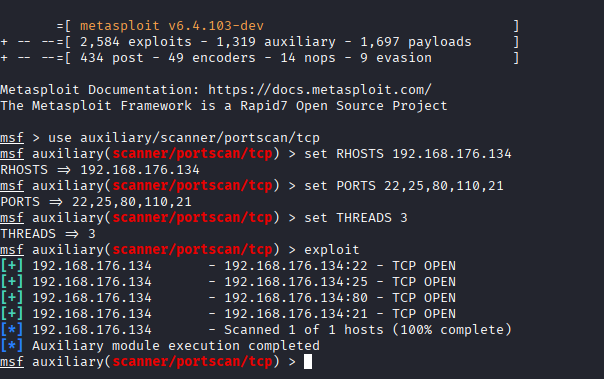 =[ metasploit v6.4.103-dev ]
+ -- --=[ 2,584 exploits - 1,319 auxiliary - 1,697 payloads ]
+ -- --=[ 434 post - 49 encoders - 14 nops - 9 evasion ]
Metasploit Documentation: https://docs.metasploit.com/
The Metasploit Framework is a Rapid7 Open Source Project
msf > use auxiliary/scanner/portscan/tcp
msf auxiliary(scanner/portscan/tcp) > set RHOSTS 192.168.176.134
RHOSTS => 192.168.176.134
msf auxiliary(scanner/portscan/tcp) > set PORTS 22,25,80,110,21
PORTS => 22,25,80,110,21
msf auxiliary(scanner/portscan/tcp) > set THREADS 3
THREADS => 3
msf auxiliary(scanner/portscan/tcp) > exploit
[+] 192.168.176.134 - 192.168.176.134:22 - TCP OPEN
[+] 192.168.176.134 - 192.168.176.134:25 - TCP OPEN
[+] 192.168.176.134 - 192.168.176.134:80 - TCP OPEN
[+] 192.168.176.134 - 192.168.176.134:21 - TCP OPEN
[*] 192.168.176.134 - Scanned 1 of 1 hosts (100% complete)
[*] Auxiliary module execution completed
msf auxiliary(scanner/portscan/tcp) >